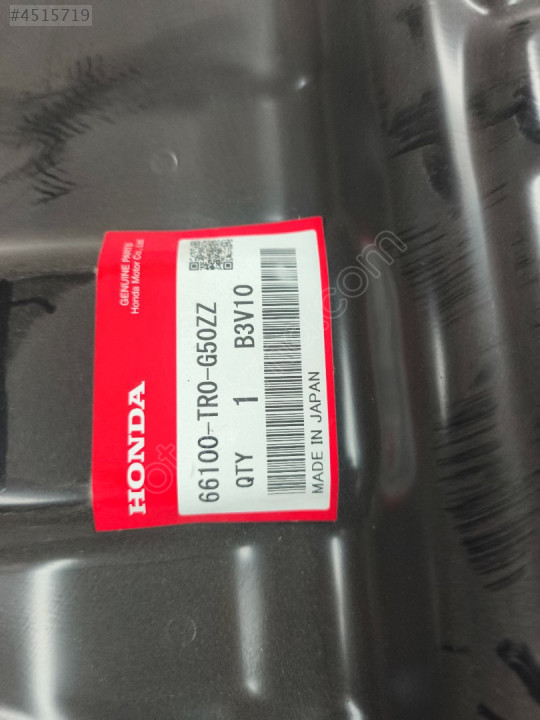 #4515719
GENUINE PARTS
Honda Motor Co., Ltd.
HONDA
66100-TR0-G50ZZ
QTY 1 B3V10
MADE IN JAPAN